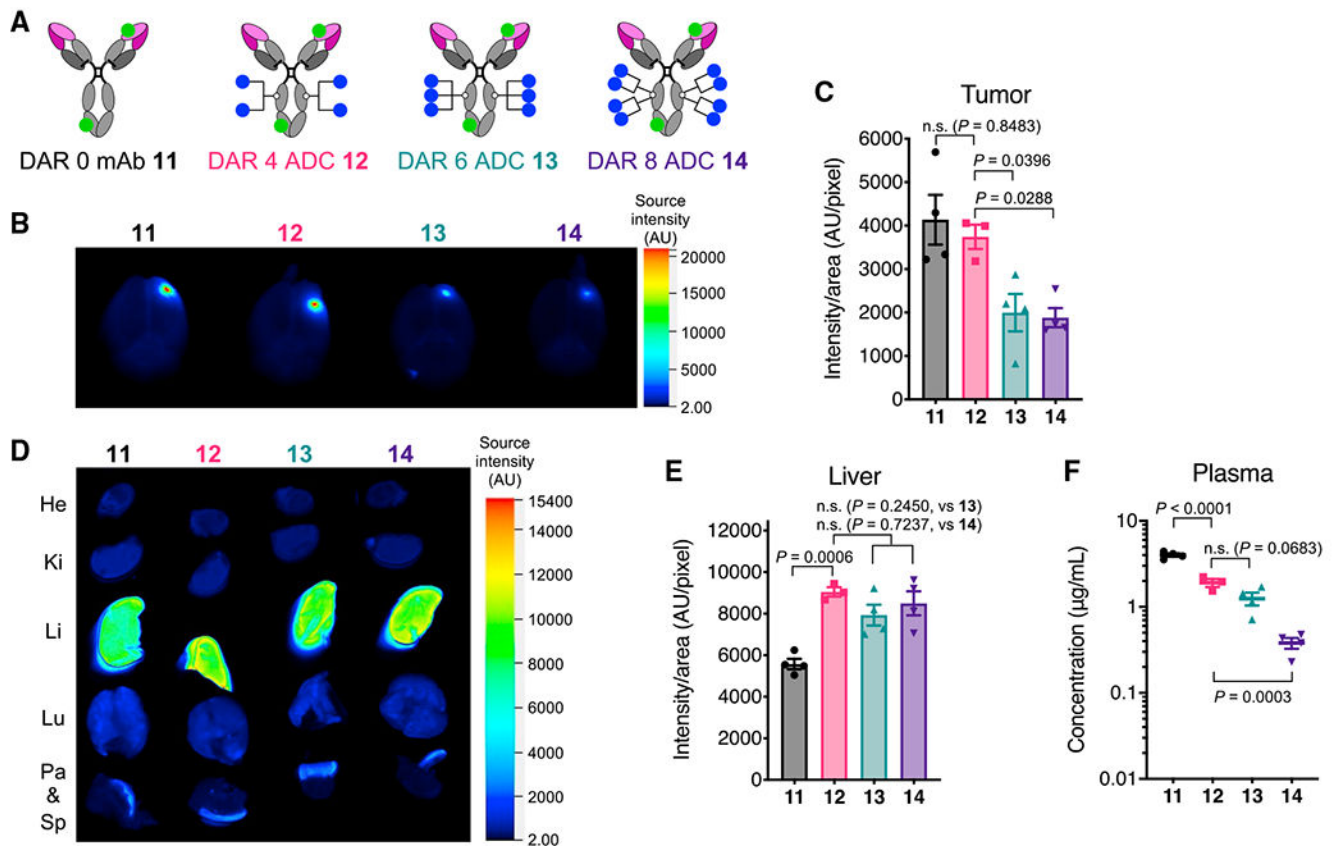 A
DAR 0 mAb 11
DAR 4 ADC 12
DAR 6 ADC 13
DAR 8 ADC 14
B
11
12
13
14
Source
intensity
(AU)
20000
15000
10000
5000
2.00
C
Tumor
n.s. (P = 0.8483)
P = 0.0396
P = 0.0288
Intensity/area (AU/pixel)
6000
5000
4000
3000
2000
1000
0
11 12 13 14
D
11
12
13
14
Source
intensity
(AU)
He
Ki
Li
Lu
Pa
&
Sp
15400
14000
12000
10000
8000
6000
4000
2000
2.00
E
Liver
n.s. (P = 0.2450, vs 13)
n.s. (P = 0.7237, vs 14)
P = 0.0006
Intensity/area (AU/pixel)
12000
10000
8000
6000
4000
2000
0
11 12 13 14
F
Plasma
P < 0.0001
n.s. (P = 0.0683)
P = 0.0003
Concentration (µg/mL)
10
1
0.1
0.01
11 12 13 14